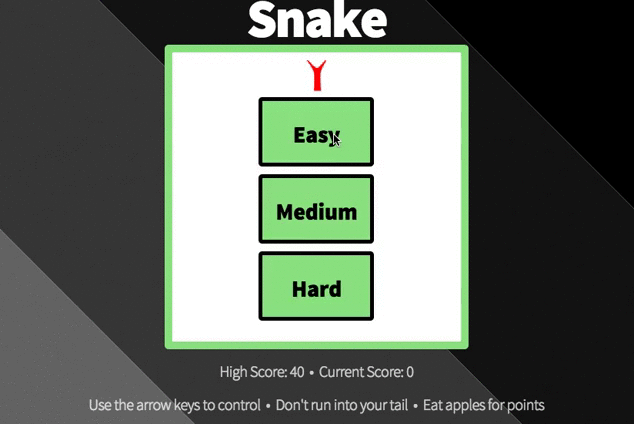 Snake
Easy
Medium
Hard
High Score: 40 • Current Score: 0
Use the arrow keys to control • Don't run into your tail • Eat apples for points